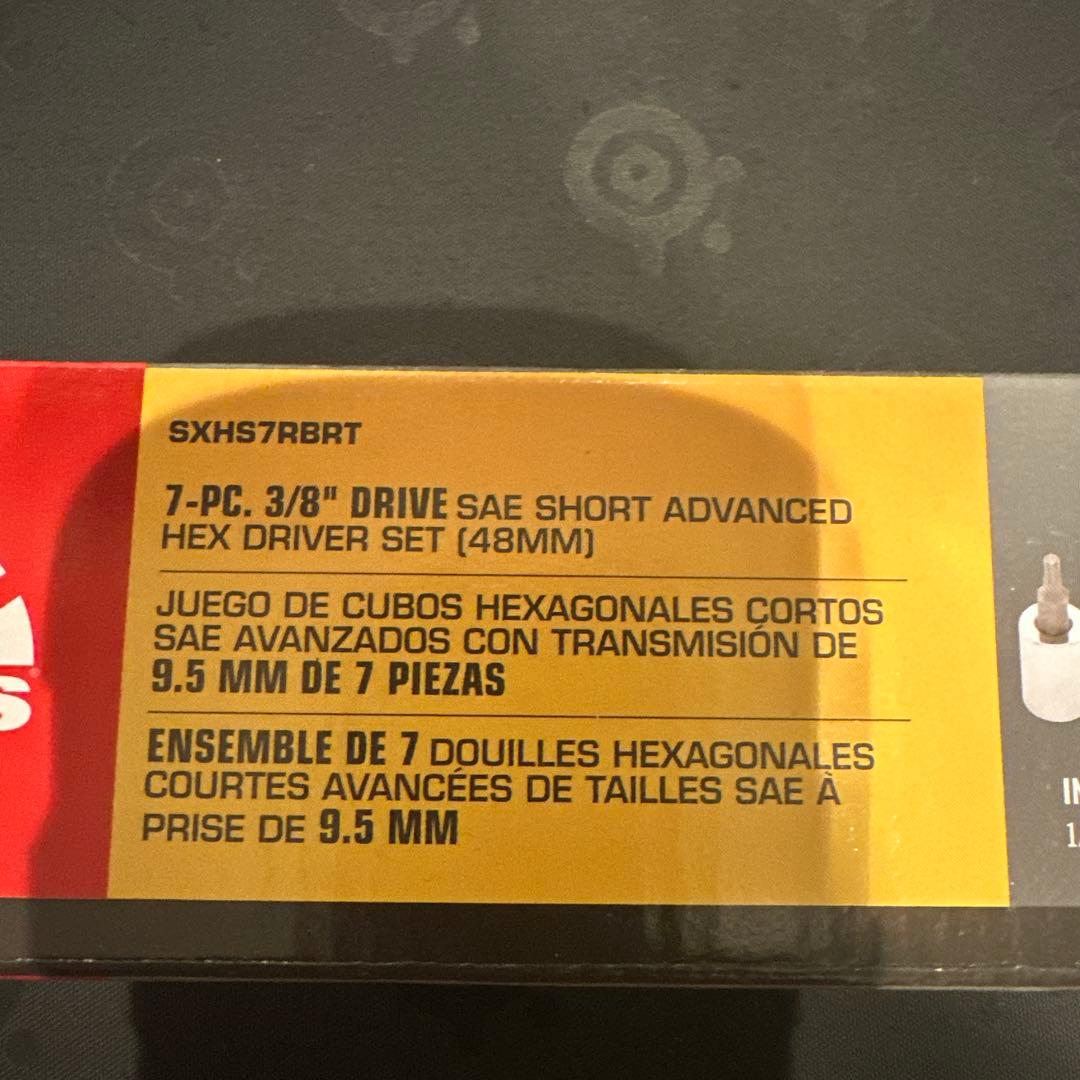 SXHS7RBRT
7-PC. 3/8" DRIVE SAE SHORT ADVANCED
HEX DRIVER SET (48MM)
JUEGO DE CUBOS HEXAGONALES CORTOS
SAE AVANZADOS CON TRANSMISIÓN DE
9.5 MM DE 7 PIEZAS
ENSEMBLE DE 7 DOUILLES HEXAGONALES
COURTES AVANCÉES DE TAILLES SAE À
PRISE DE 9.5 MM